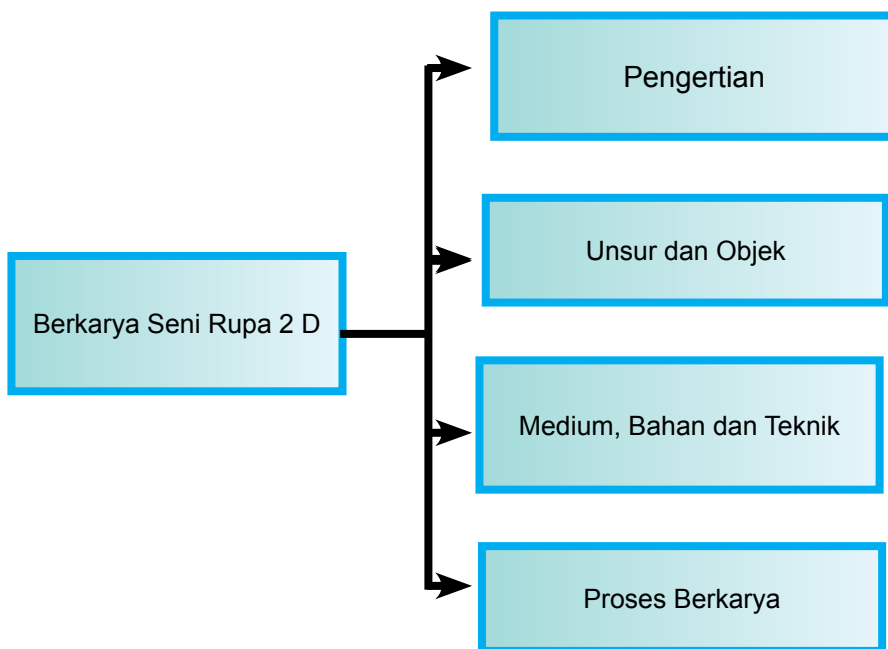 Pengertian
Unsur dan Objek
Berkarya Seni Rupa 2 D
Medium, Bahan dan Teknik
Proses Berkarya